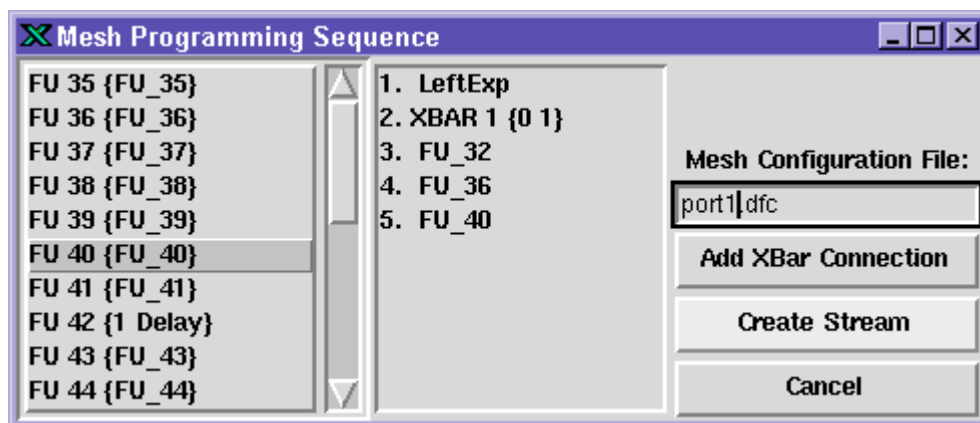 Mesh Programming Sequence
FU 35 {FU_35}
FU 36 {FU_36}
FU 37 {FU_37}
FU 38 {FU_38}
FU 39 {FU_39}
FU 40 {FU_40}
FU 41 {FU_41}
FU 42 {1 Delay}
FU 43 {FU_43}
FU 44 {FU_44}
1. LeftExp
2. XBAR 1 {0 1}
3. FU_32
4. FU_36
5. FU_40
Mesh Configuration File:
port1.dfc
Add XBar Connection
Create Stream
Cancel